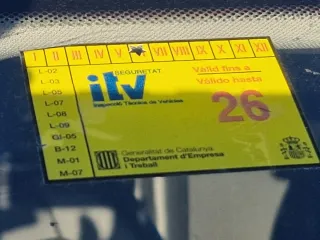 I II III IV V VII VIII IX X XI XII
L-02
L-03
L-05
L-07
L-08
L-09
GI-05
B-12
M-01
M-07
SEGURETAT
itv
Inspecció Tècnica de Vehicles
Vàlid fins a
Válido hasta
26
Generalitat de Catalunya
Departament d'Empresa
i Treball